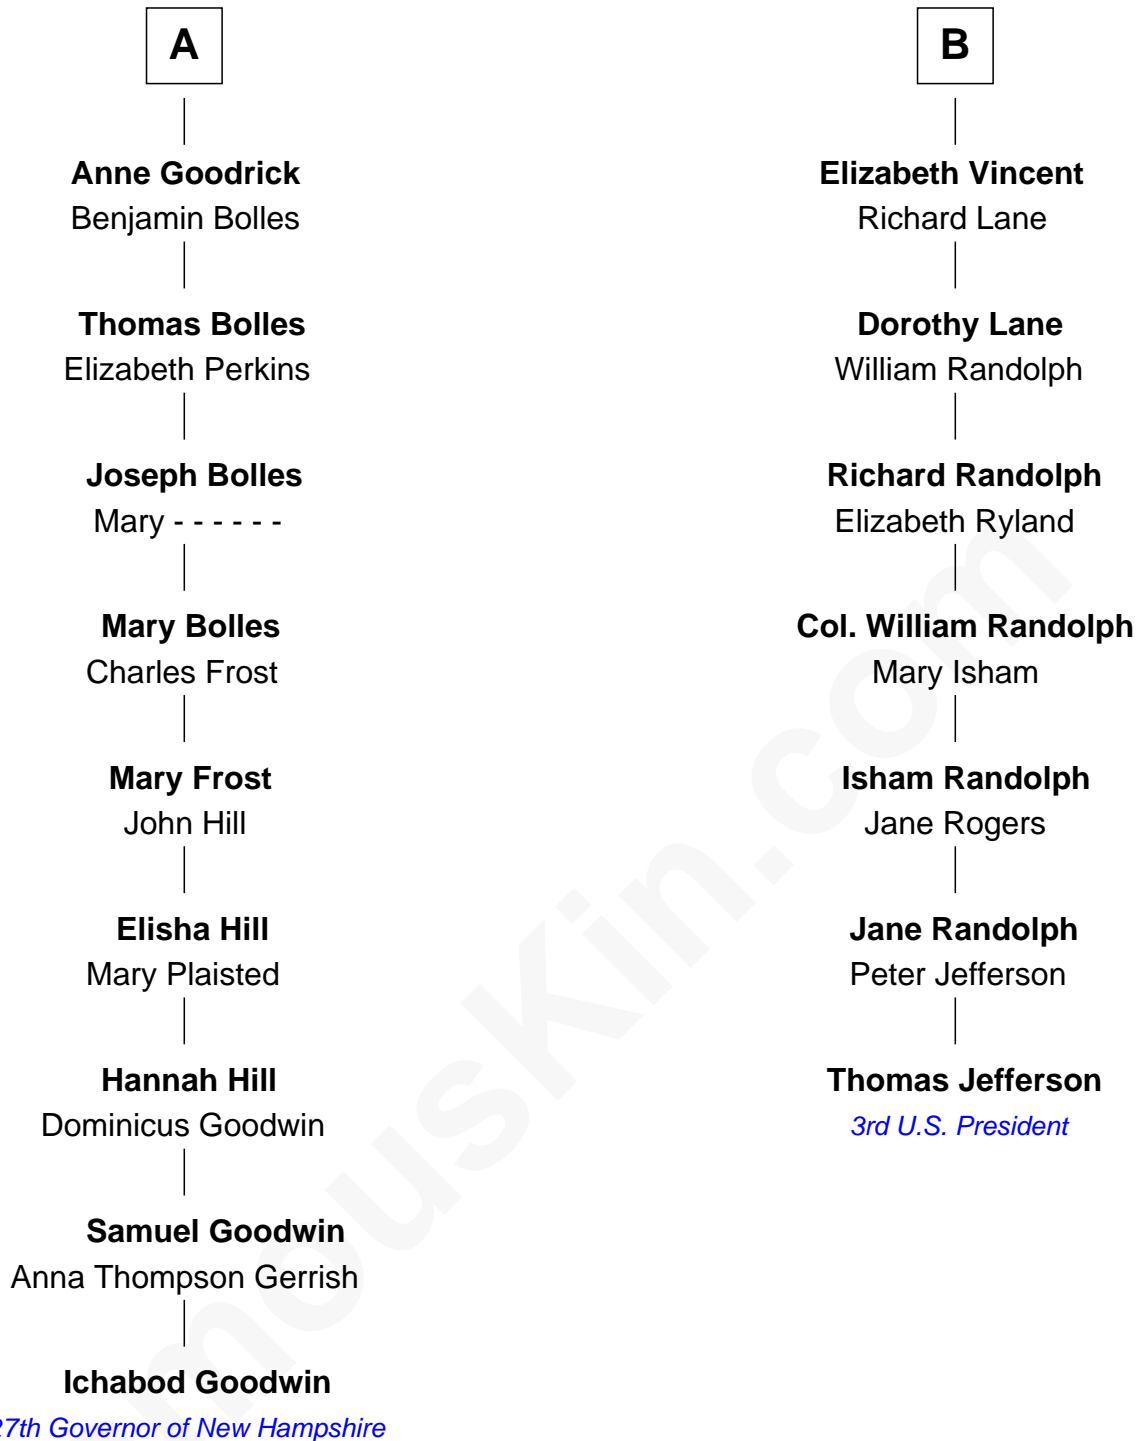 A
Anne Goodrick
Benjamin Bolles
Thomas Bolles
Elizabeth Perkins
Joseph Bolles
Mary - - - - - -
Mary Bolles
Charles Frost
Mary Frost
John Hill
Elisha Hill
Mary Plaisted
Hannah Hill
Dominicus Goodwin
Samuel Goodwin
Anna Thompson Gerrish
Ichabod Goodwin
27th Governor of New Hampshire
B
Elizabeth Vincent
Richard Lane
Dorothy Lane
William Randolph
Richard Randolph
Elizabeth Ryland
Col. William Randolph
Mary Isham
Isham Randolph
Jane Rogers
Jane Randolph
Peter Jefferson
Thomas Jefferson
3rd U.S. President
mousKin.com